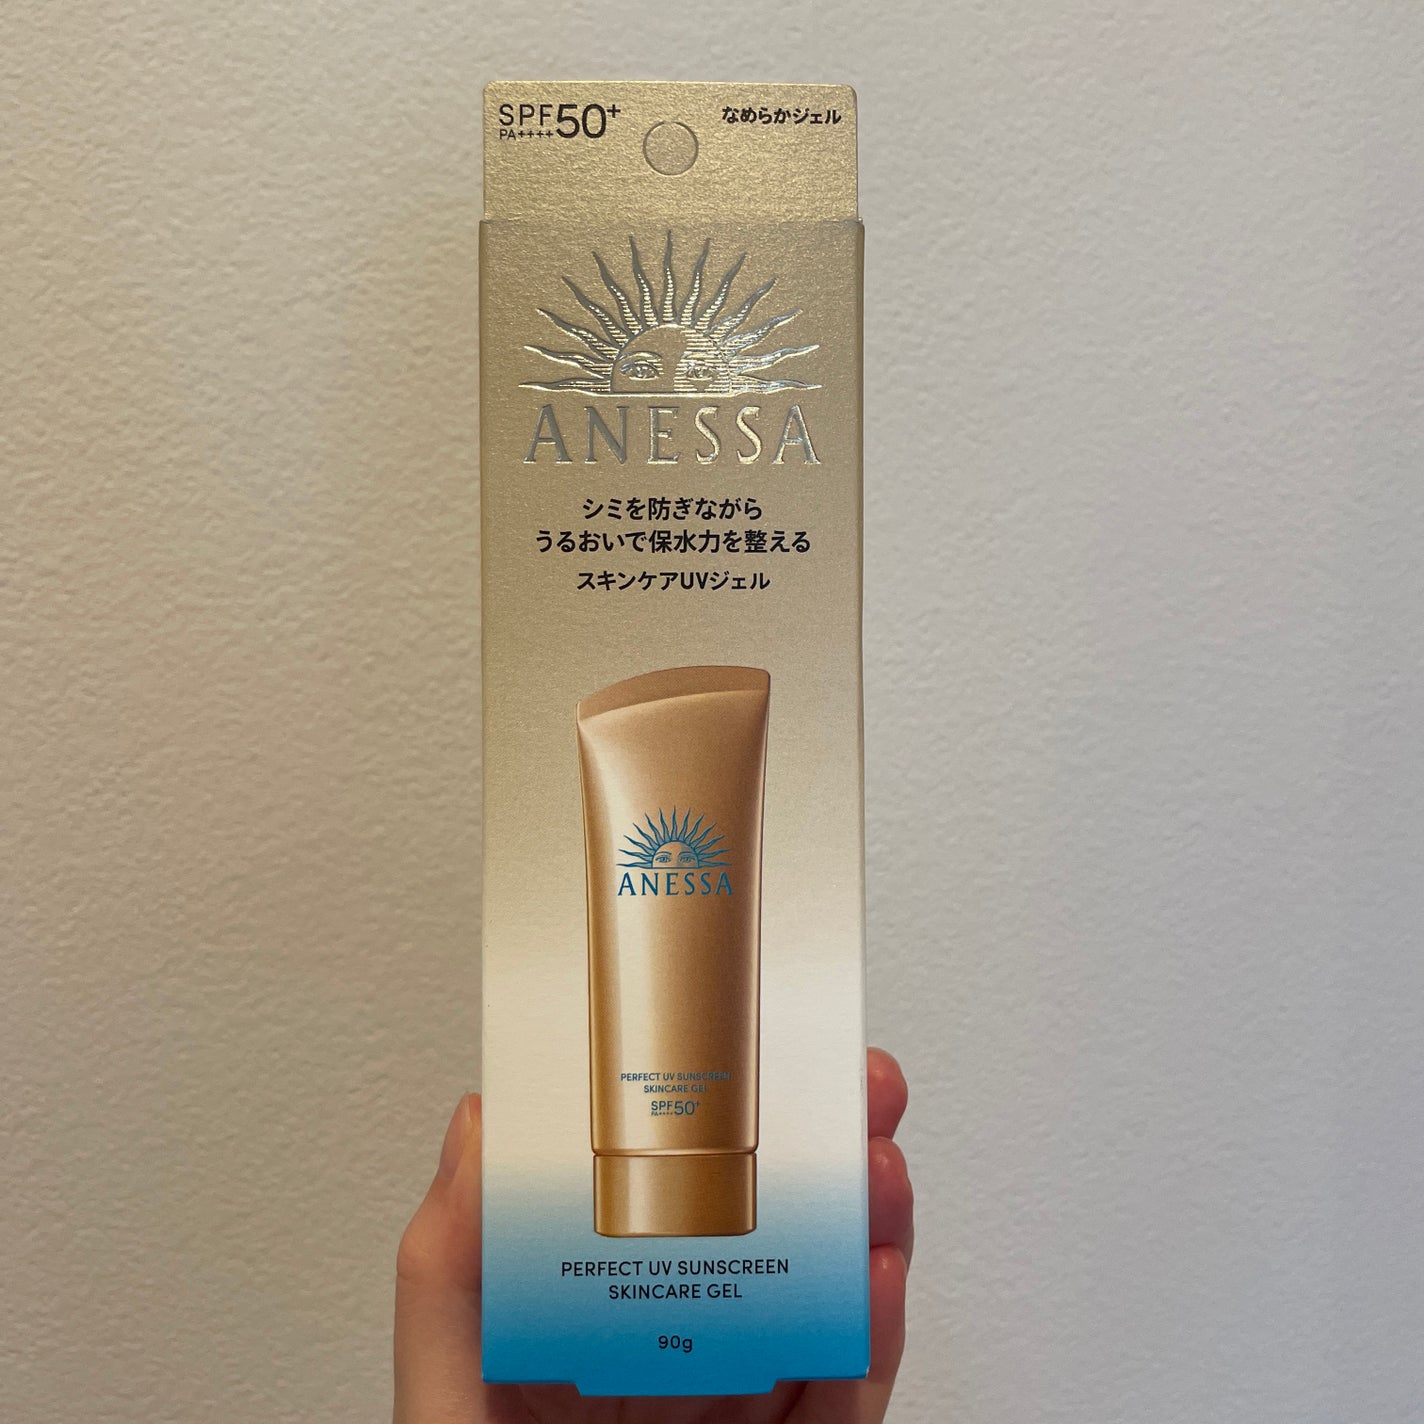 SPF50+
PA++++
なめらかジェル
ANESSA
シミを防ぎながら
うるおいで保水力を整える
スキンケアUVジェル
ANESSA
PERFECT UV SUNSCREEN
SKINCARE GEL
SPF50+
PA++++
PERFECT UV SUNSCREEN
SKINCARE GEL
90g